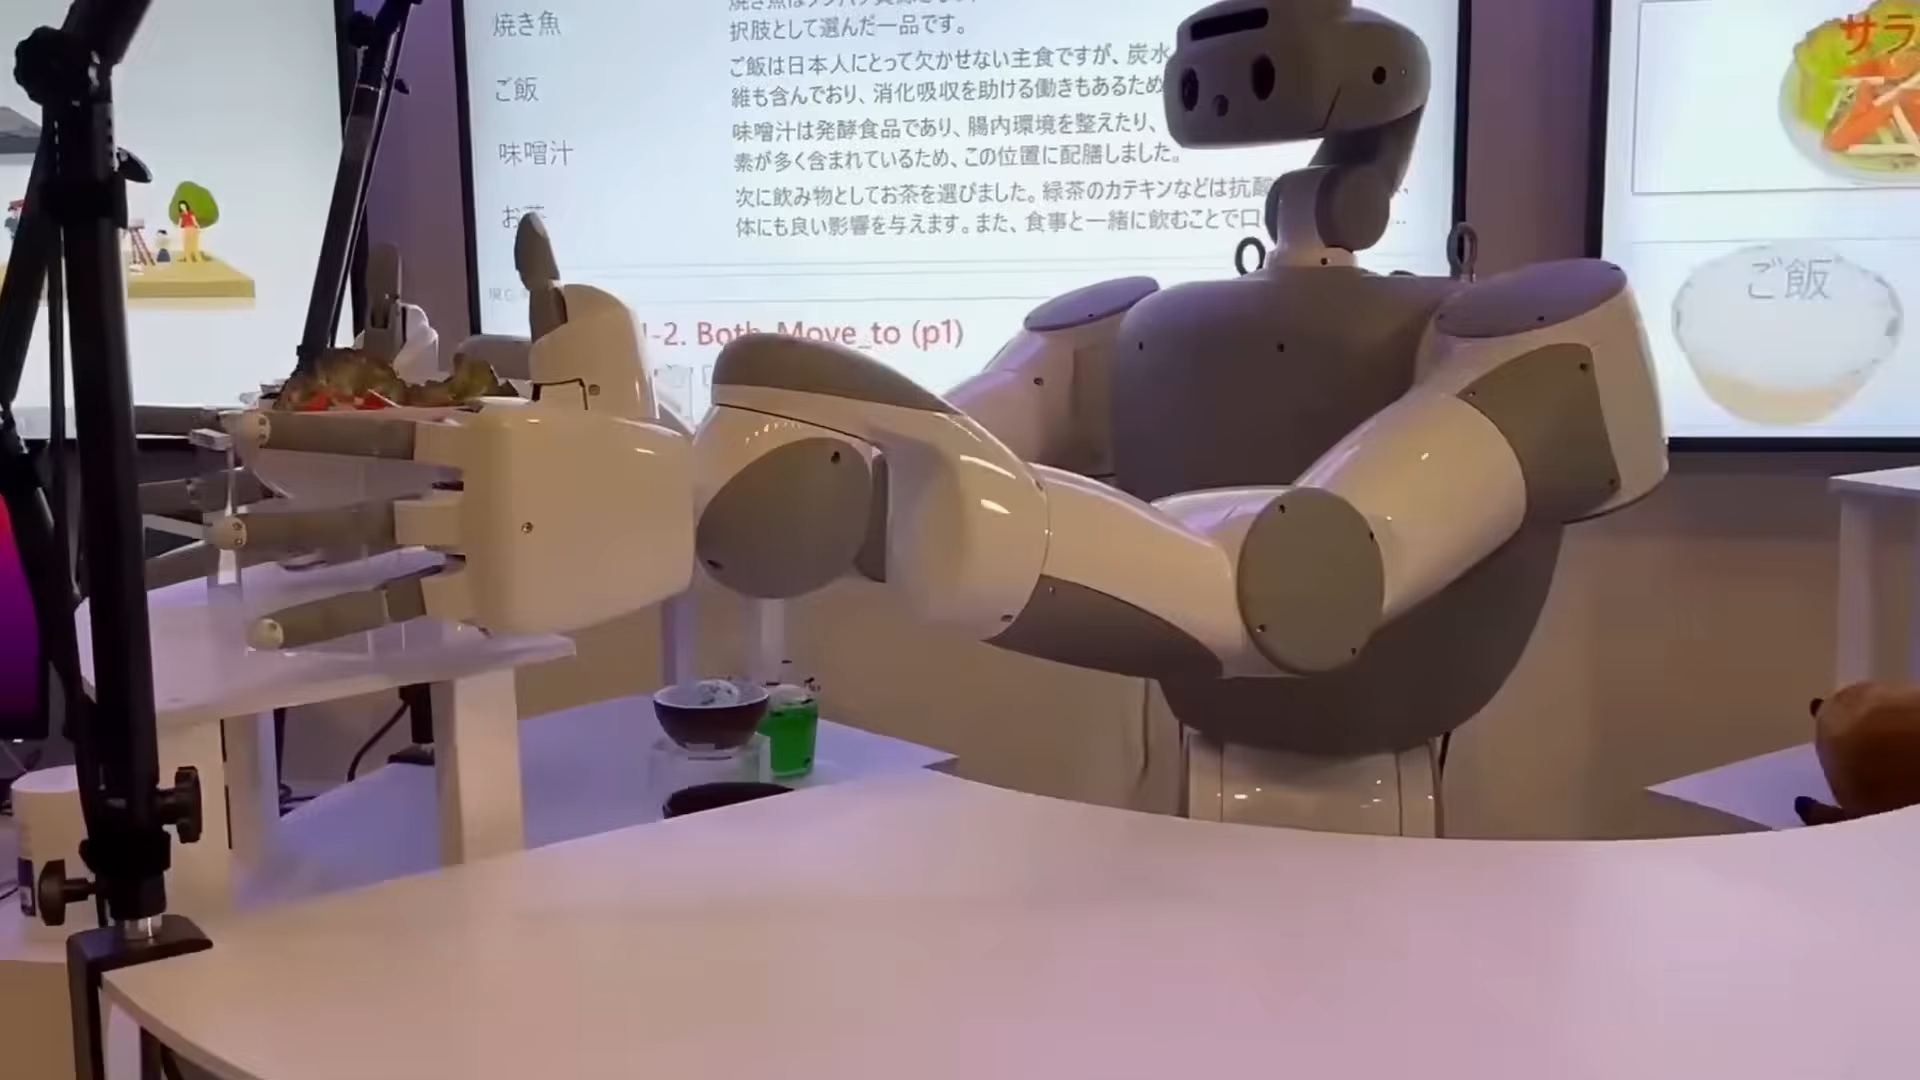 焼き魚
択肢として選んだ一品です。
ご飯
ご飯は日本人にとって欠かせない主食ですが、炭水
維も含んでおり、消化吸収を助ける働きもあるため
味噌汁
味噌汁は発酵食品であり、腸内環境を整えたり、
素が多く含まれているため、この位置に配膳しました。
お茶
次に飲み物としてお茶を選びました。緑茶のカテキンなどは抗酸
体にも良い影響を与えます。また、食事と一緒に飲むことで口
-2. Both_Move_to (p1)
サラ
ご飯